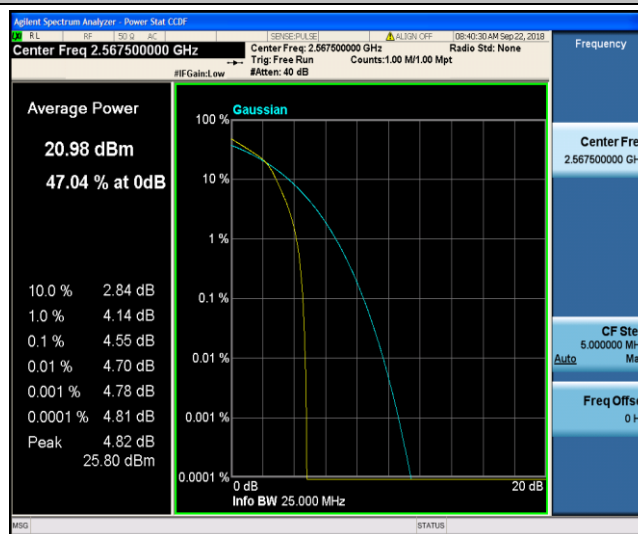 Agilent Spectrum Analyzer - Power Stat CCDF
RL RF 50 Ω AC SENSE:PULSE ALIGN OFF 08:40:30 AM Sep 22, 2018
Center Freq 2.567500000 GHz
Center Freq: 2.567500000 GHz Radio Std: None
Trig: Free Run Counts:1.00 M/1.00 Mpt
#IFGain:Low #Atten: 40 dB
Frequency
Average Power
20.98 dBm
47.04 % at 0dB
10.0 % 2.84 dB
1.0 % 4.14 dB
0.1 % 4.55 dB
0.01 % 4.70 dB
0.001 % 4.78 dB
0.0001 % 4.81 dB
Peak 4.82 dB
25.80 dBm
Gaussian
100 %
10 %
1 %
0.1 %
0.01 %
0.001 %
0.0001 %
0 dB 20 dB
Info BW 25.000 MHz
Center Fre
2.567500000 GH
CF Ste
5.000000 MH
Auto Ma
Freq Offse
0 H
MSG STATUS